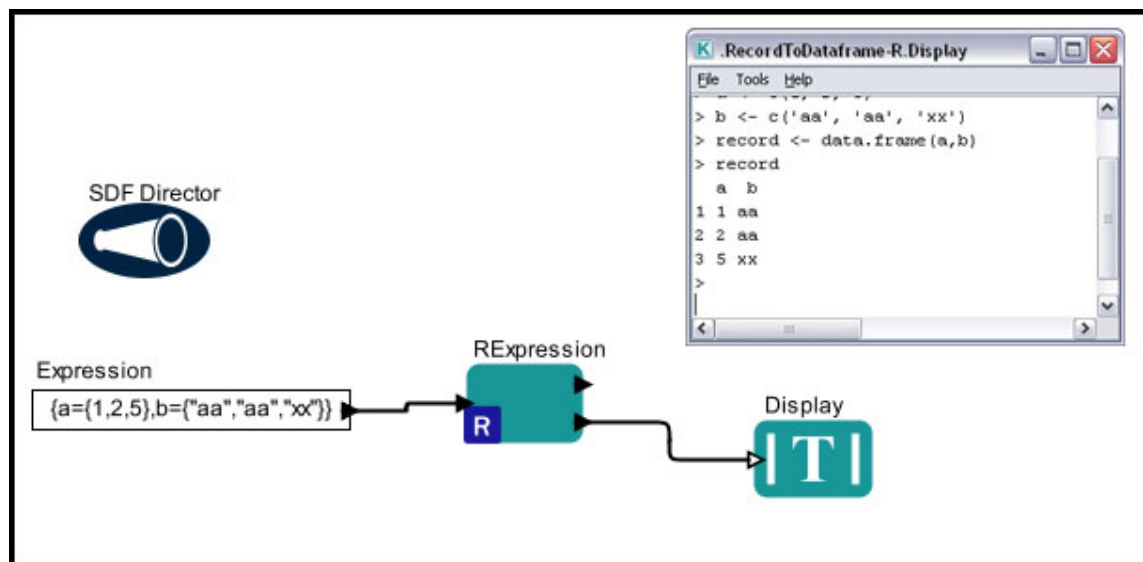 K .RecordToDataframe-R.Display
File Tools Help
> b <- c('aa', 'aa', 'xx')
> record <- data.frame(a,b)
> record
a b
1 1 aa
2 2 aa
3 5 xx
>
SDF Director
RExpression
R
Expression
{a={1,2,5},b={"aa","aa","xx"}}
Display
T